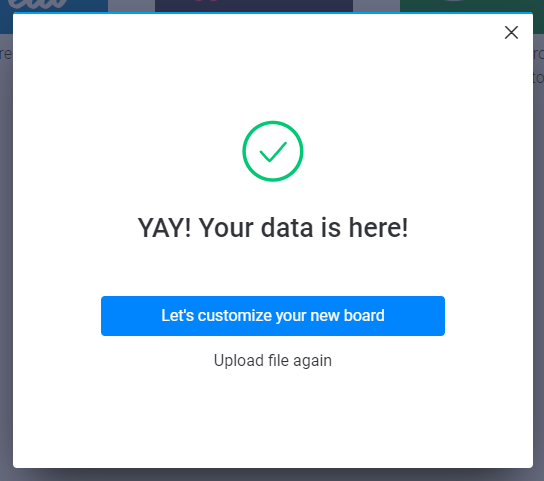 YAY! Your data is here!
Let's customize your new board
Upload file again